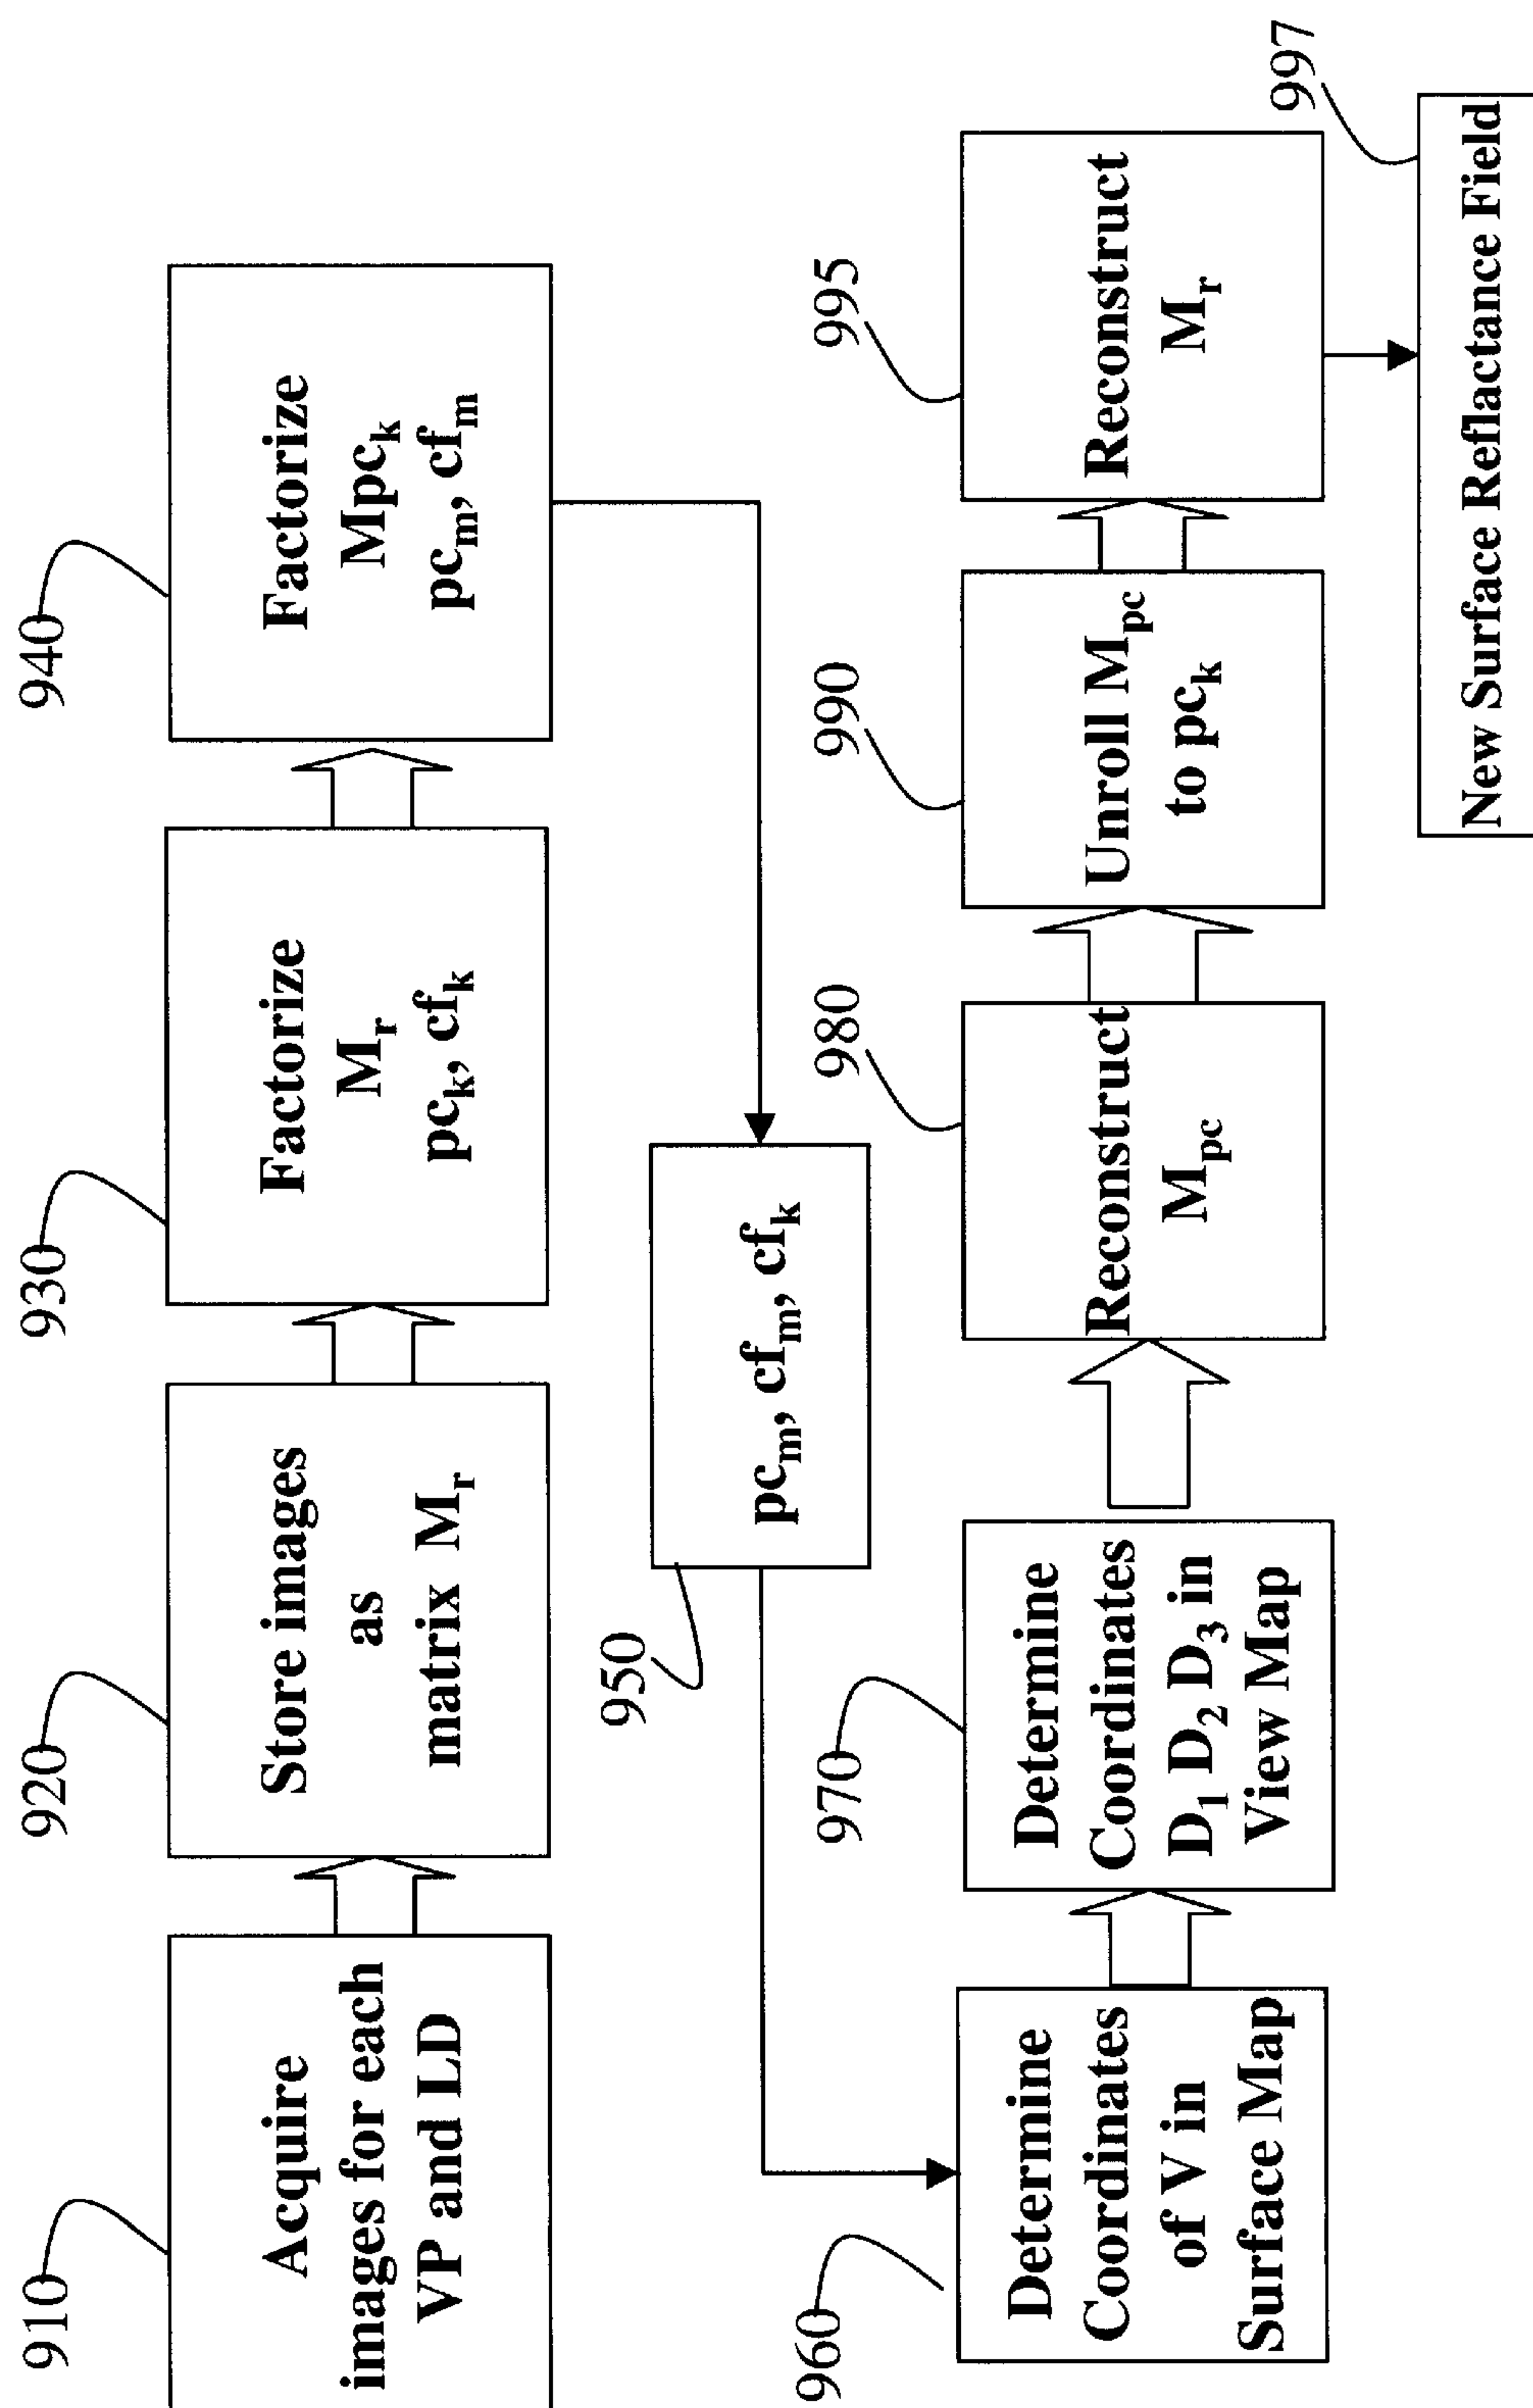 910
Acquire
images for each
VP and LD
920
Store images
as
matrix M_r
930
Factorize
M_r
pc_k, cf_k
940
Factorize
Mpc_k
pc_m, cf_m
950
pc_m, cf_m, cf_k
960
Determine
Coordinates
of V in
Surface Map
970
Determine
Coordinates
D_1 D_2 D_3 in
View Map
980
Reconstruct
M_pc
990
Unroll M_pc
to pc_k
995
Reconstruct
M_r
997
New Surface Reflactance Field